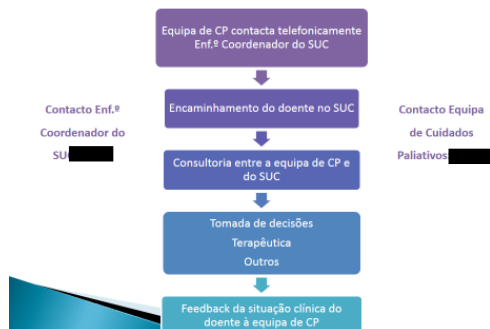 Equipa de CP contacta telefonicamente
Enf.º Coordenador do SUC
Contacto Enf.º
Coordenador do
Encaminhamento do doente no SUC
Contacto Equipa
de Cuidados
Paliativos
Consultoria entre a equipa de CP e
do SUC
Tomada de decisões
Terapêutica
Outros
Feedback da situação clínica do
doente à equipa de CP